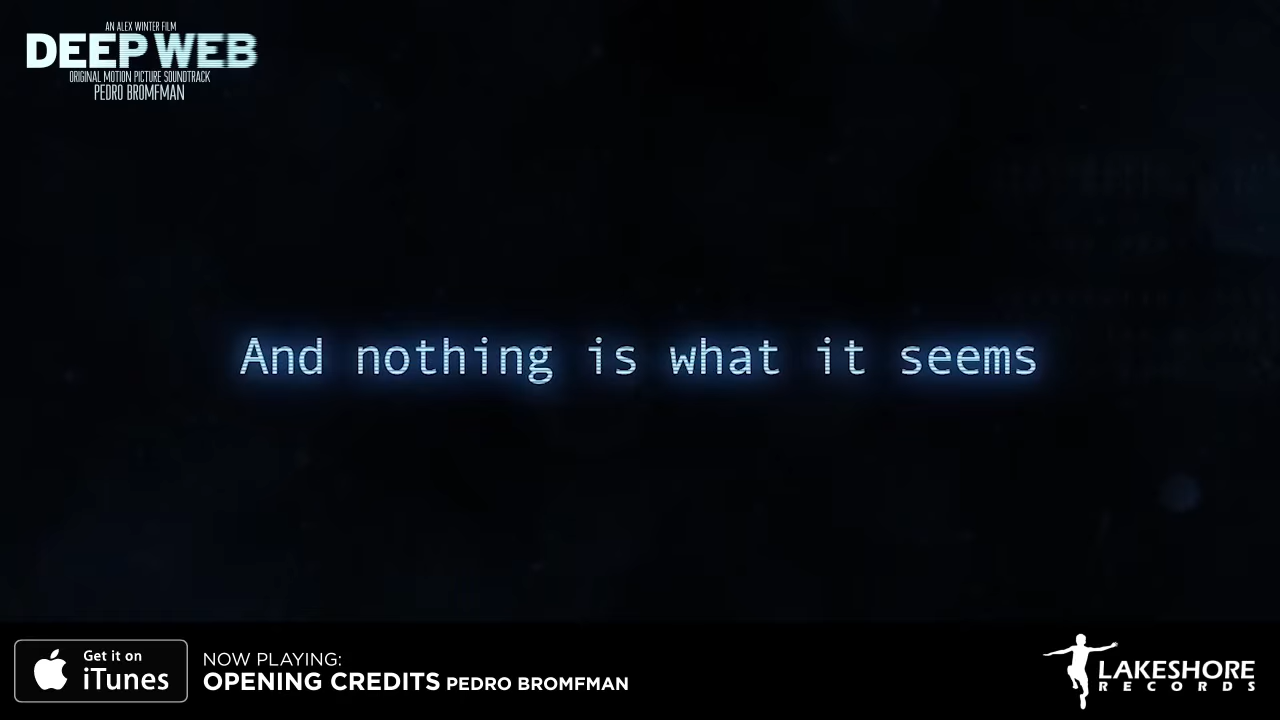 AN ALEX WINTER FILM
DEEP WEB
ORIGINAL MOTION PICTURE SOUNDTRACK
PEDRO BROMFMAN
And nothing is what it seems
Get it on
iTunes
NOW PLAYING:
OPENING CREDITS PEDRO BROMFMAN
LAKESHORE
RECORDS